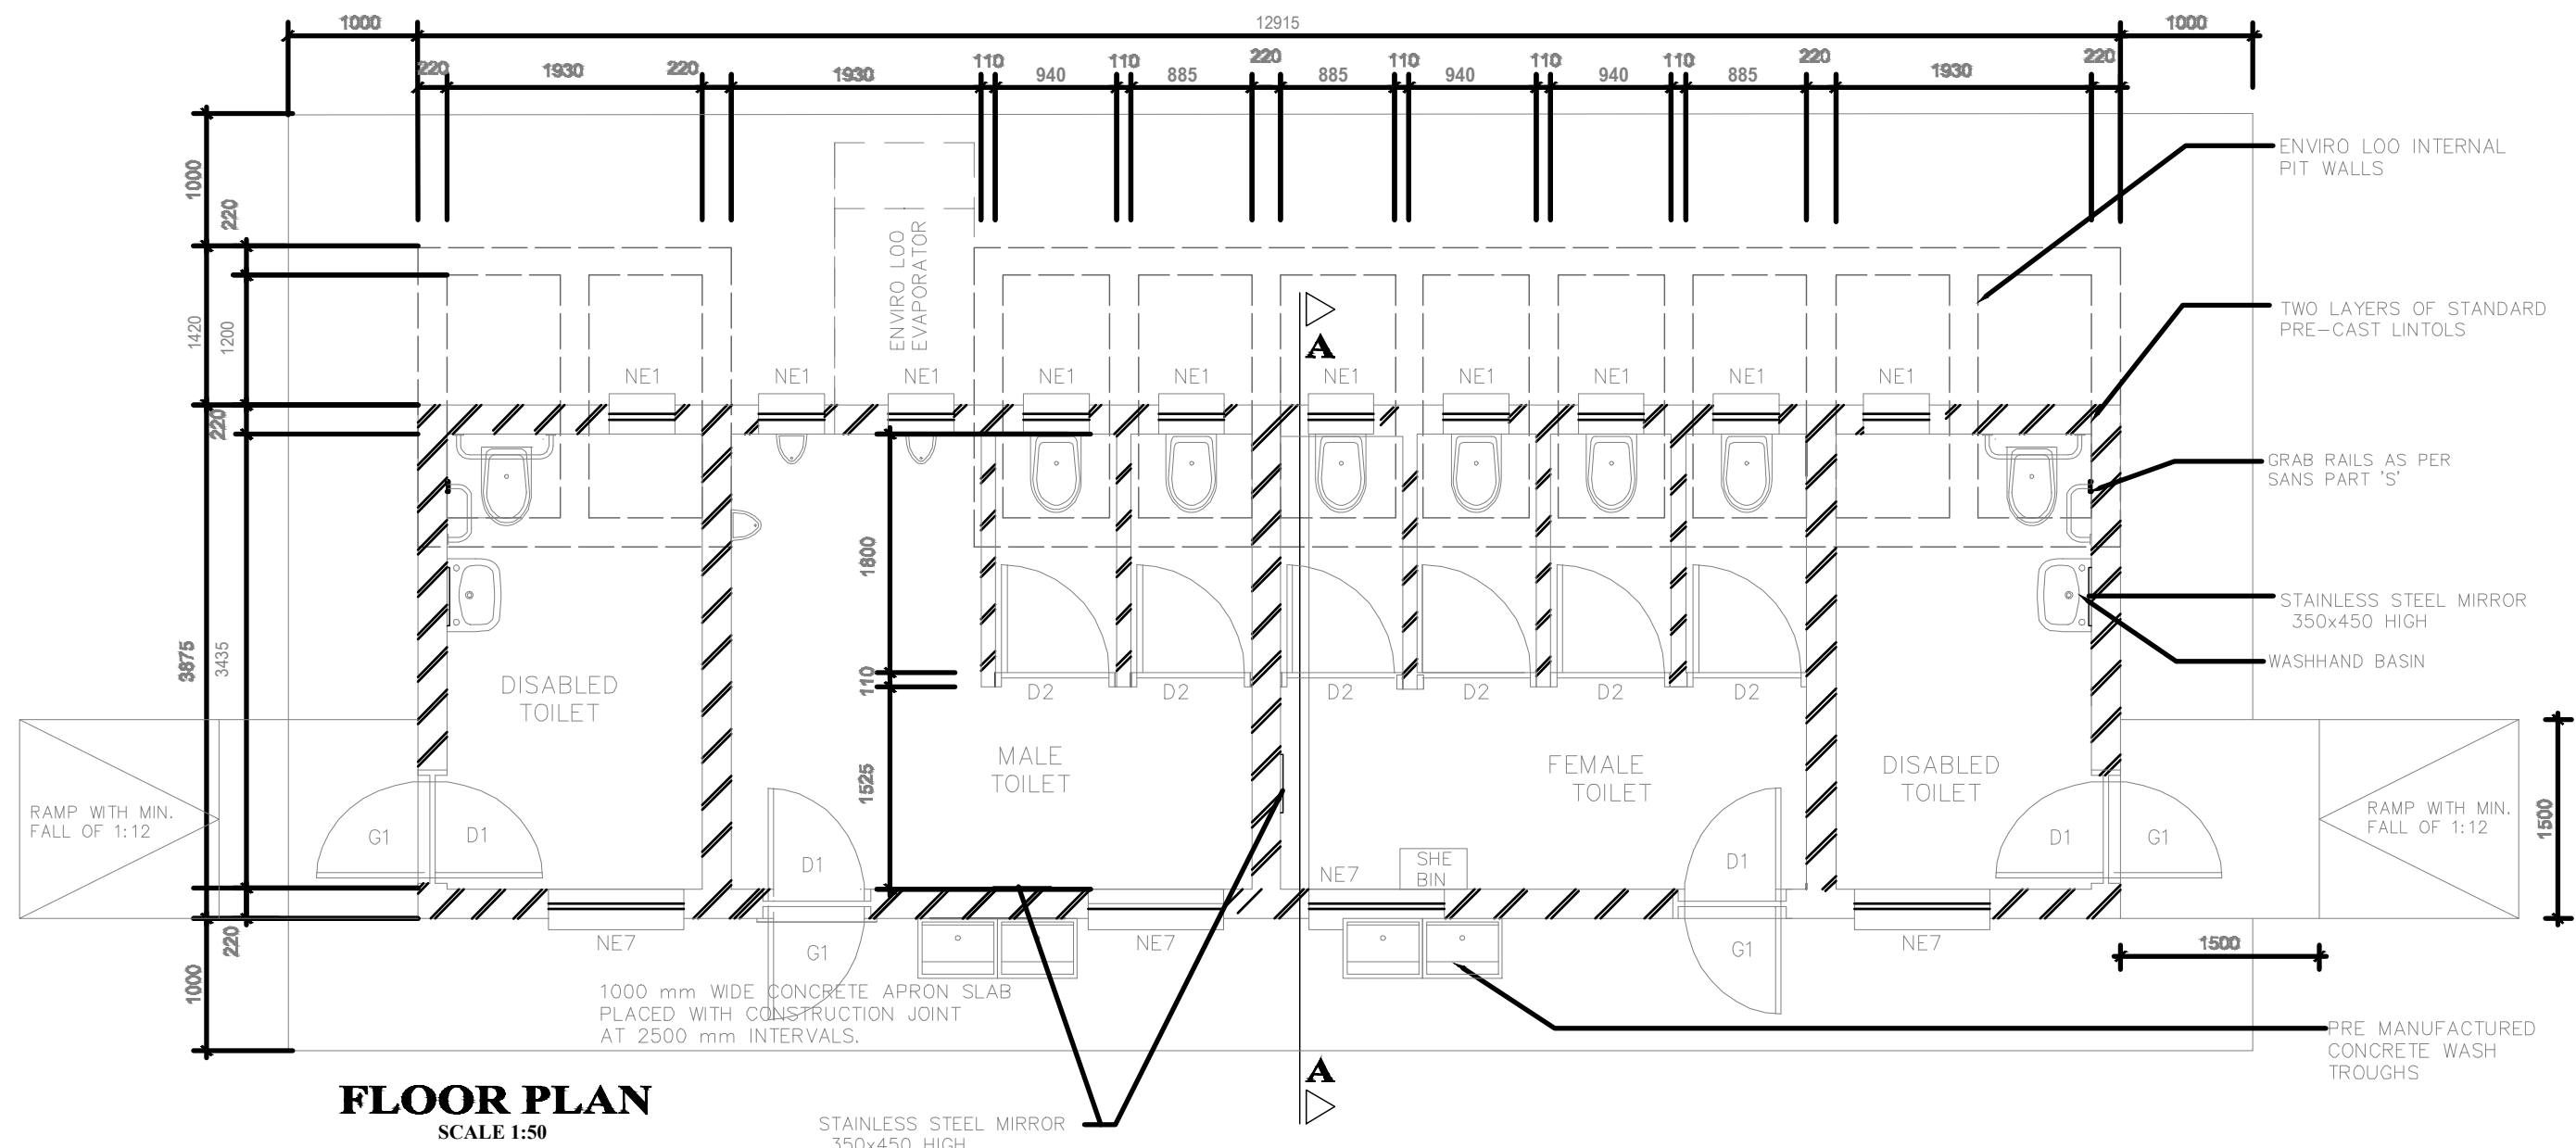 1000
12915
1000
220
1930
220
1930
110
940
110
885
220
885
110
940
110
940
110
885
220
1930
220
1000
220
1420
1200
220
3875
3435
220
1000
ENVIRO LOO
EVAPORATOR
ENVIRO LOO INTERNAL
PIT WALLS
TWO LAYERS OF STANDARD
PRE-CAST LINTOLS
GRAB RAILS AS PER
SANS PART 'S'
STAINLESS STEEL MIRROR
350x450 HIGH
WASHHAND BASIN
A
NE1
NE1
NE1
NE1
NE1
NE1
NE1
NE1
NE1
NE1
1800
110
1525
D2
D2
D2
D2
D2
D2
DISABLED
TOILET
MALE
TOILET
FEMALE
TOILET
DISABLED
TOILET
RAMP WITH MIN.
FALL OF 1:12
G1
D1
D1
G1
SHE
BIN
D1
G1
D1
G1
RAMP WITH MIN.
FALL OF 1:12
1500
1500
NE7
NE7
NE7
NE7
1000 mm WIDE CONCRETE APRON SLAB
PLACED WITH CONSTRUCTION JOINT
AT 2500 mm INTERVALS.
PRE MANUFACTURED
CONCRETE WASH
TROUGHS
A
FLOOR PLAN
SCALE 1:50
STAINLESS STEEL MIRROR
350x450 HIGH